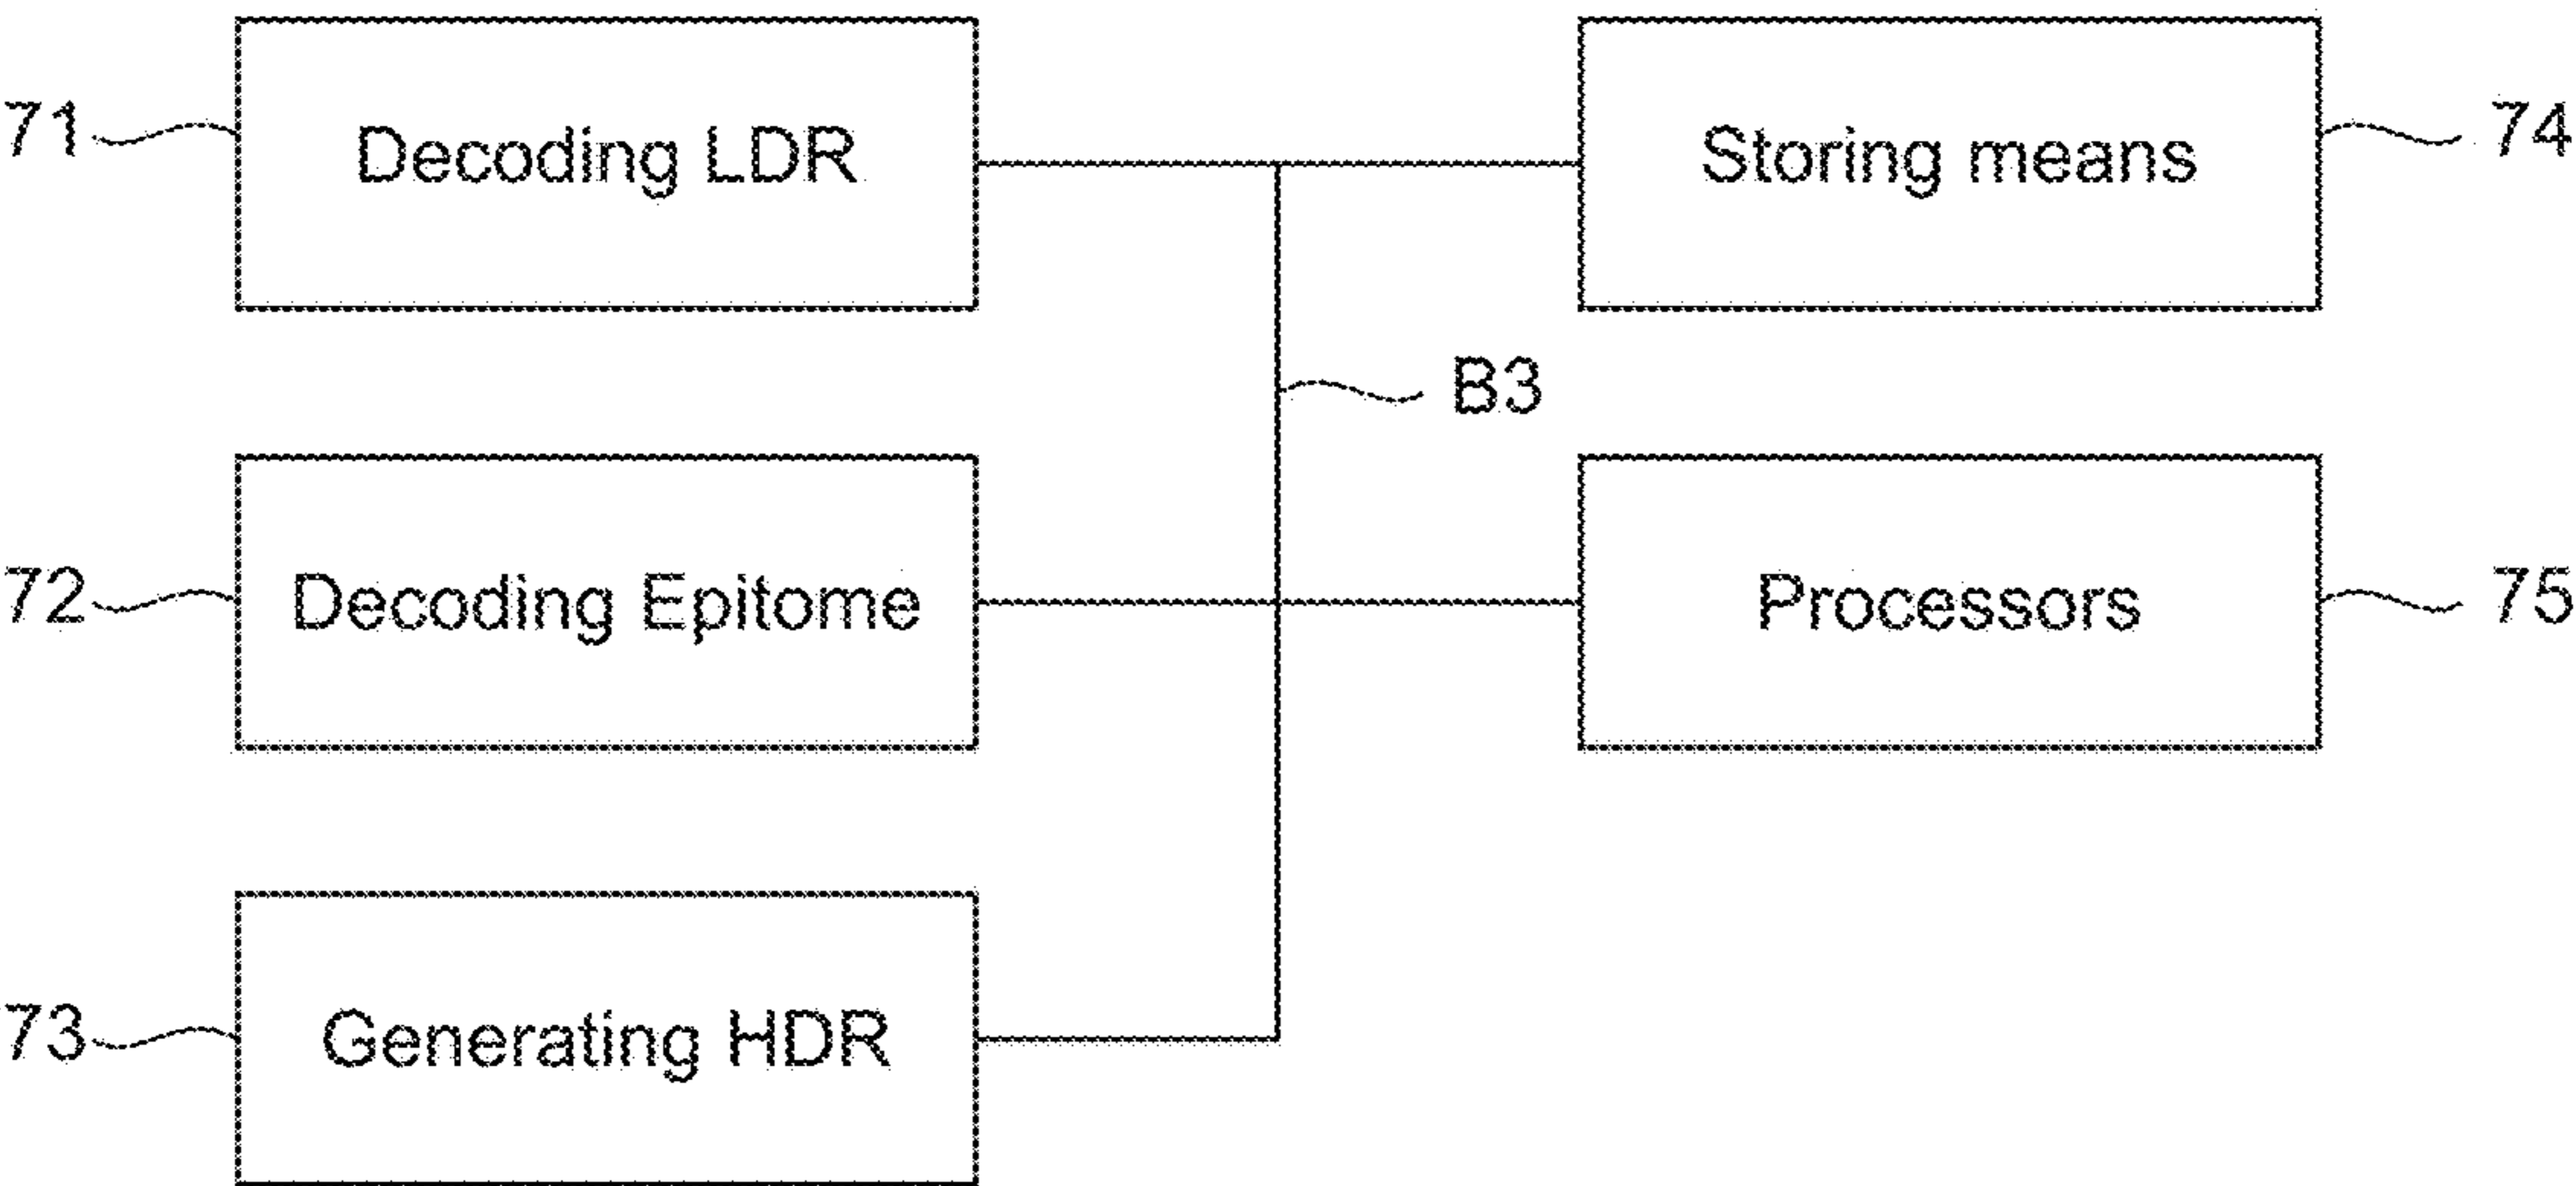 71
Decoding LDR
Storing means
74
B3
72
Decoding Epitome
Processors
75
73
Generating HDR